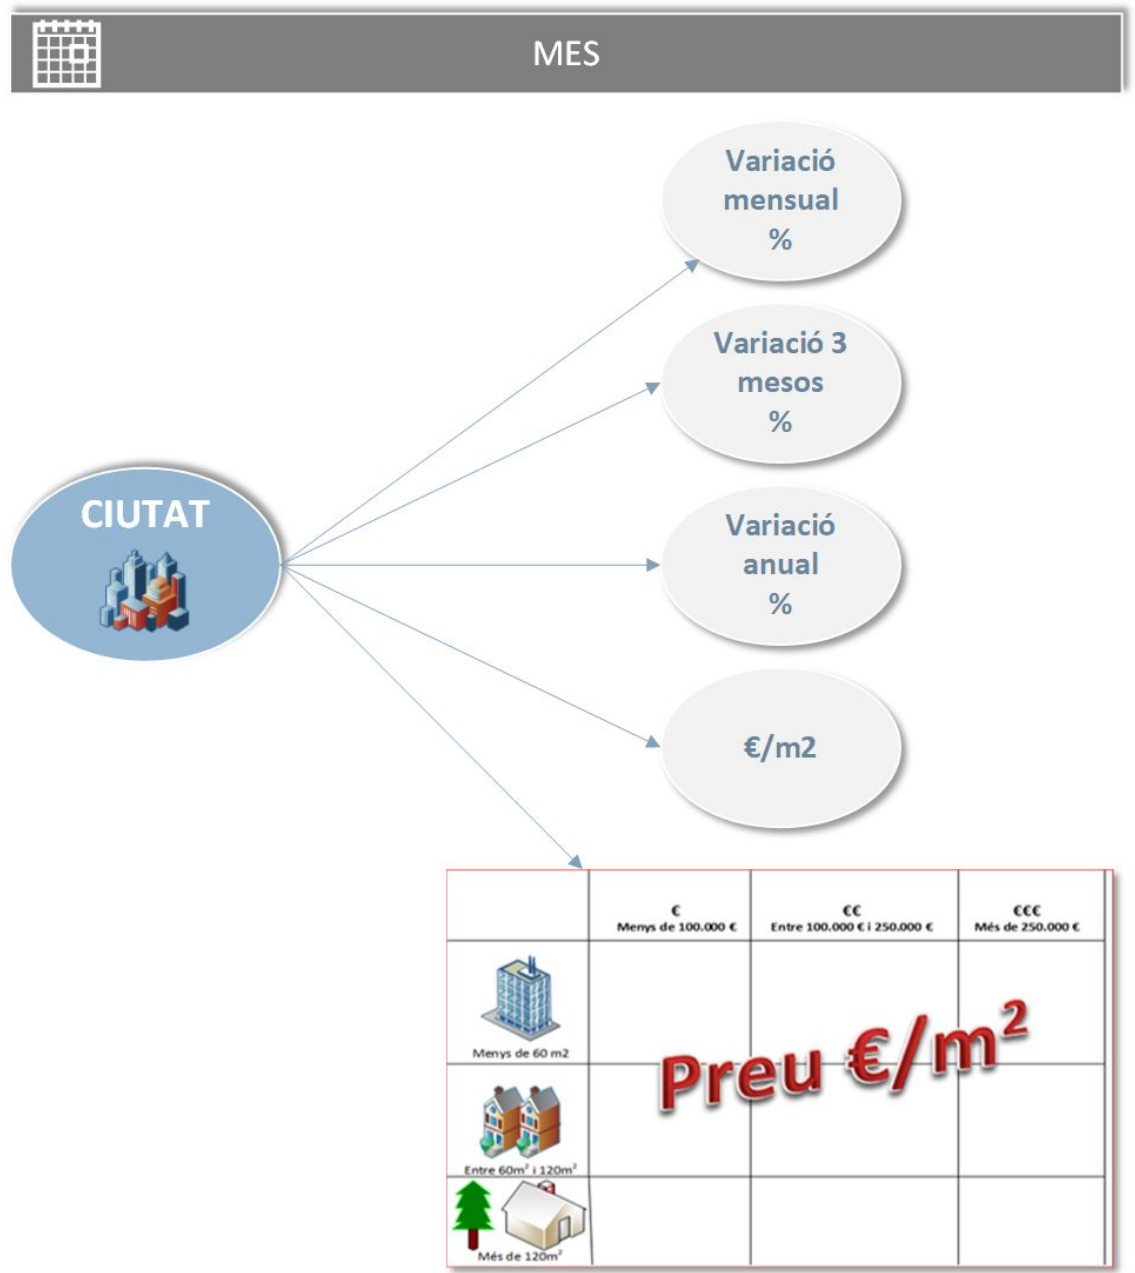 MES
Variació
mensual
%
Variació 3
mesos
%
CIUTAT
Variació
anual
%
€/m2
€
Menys de 100.000 €
€€
Entre 100.000 € i 250.000 €
€€€
Més de 250.000 €
Menys de 60 m2
Preu €/m²
Entre 60m² i 120m²
Més de 120m²